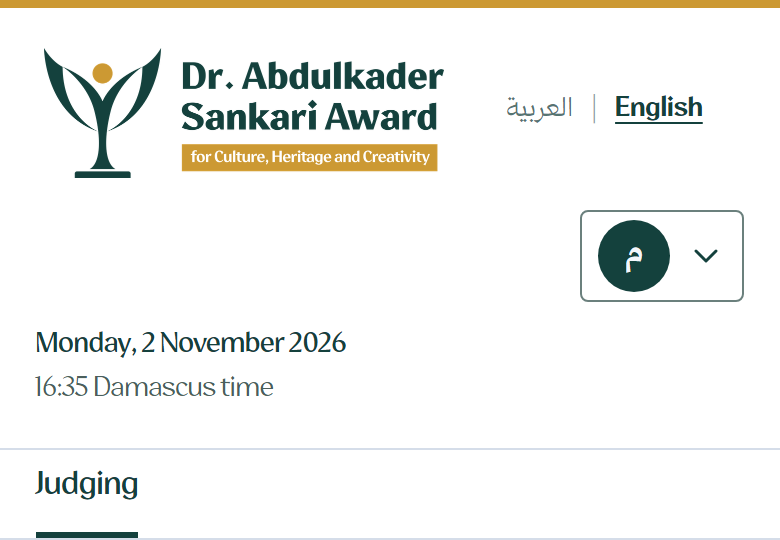 Dr. Abdulkader
Sankari Award
for Culture, Heritage and Creativity
العربية
English
م
Monday, 2 November 2026
16:35 Damascus time
Judging